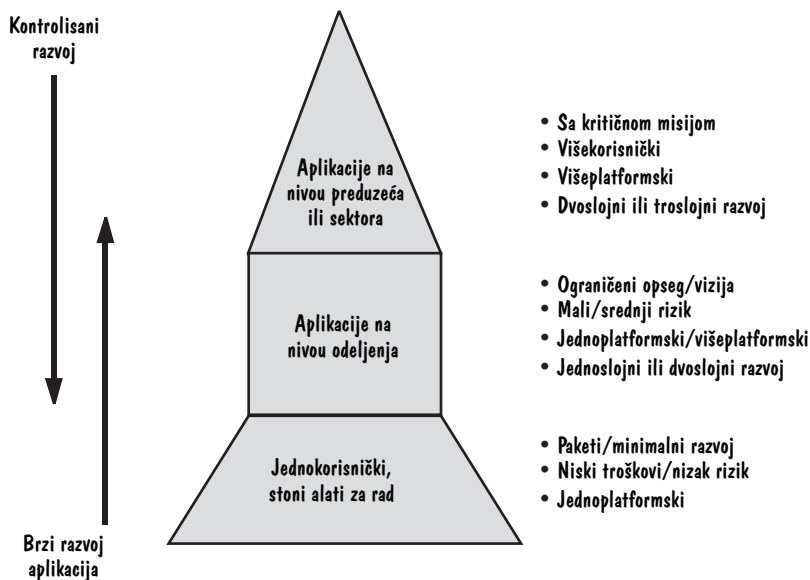 Kontrolisani
razvoj
Aplikacije na
nivou preduzeća
ili sektora
• Sa kritičnom misijom
• Višekorisnički
• Višeplatformski
• Dvoslojni ili troslojni razvoj
Aplikacije na
nivou odeljenja
• Ograničeni opseg/vizija
• Mali/srednji rizik
• Jednoplatformski/višeplatformski
• Jednoslojni ili dvoslojni razvoj
Jednokorisnički,
stoni alati za rad
• Paketi/minimalni razvoj
• Niski troškovi/nizak rizik
• Jednoplatformski
Brzi razvoj
aplikacija